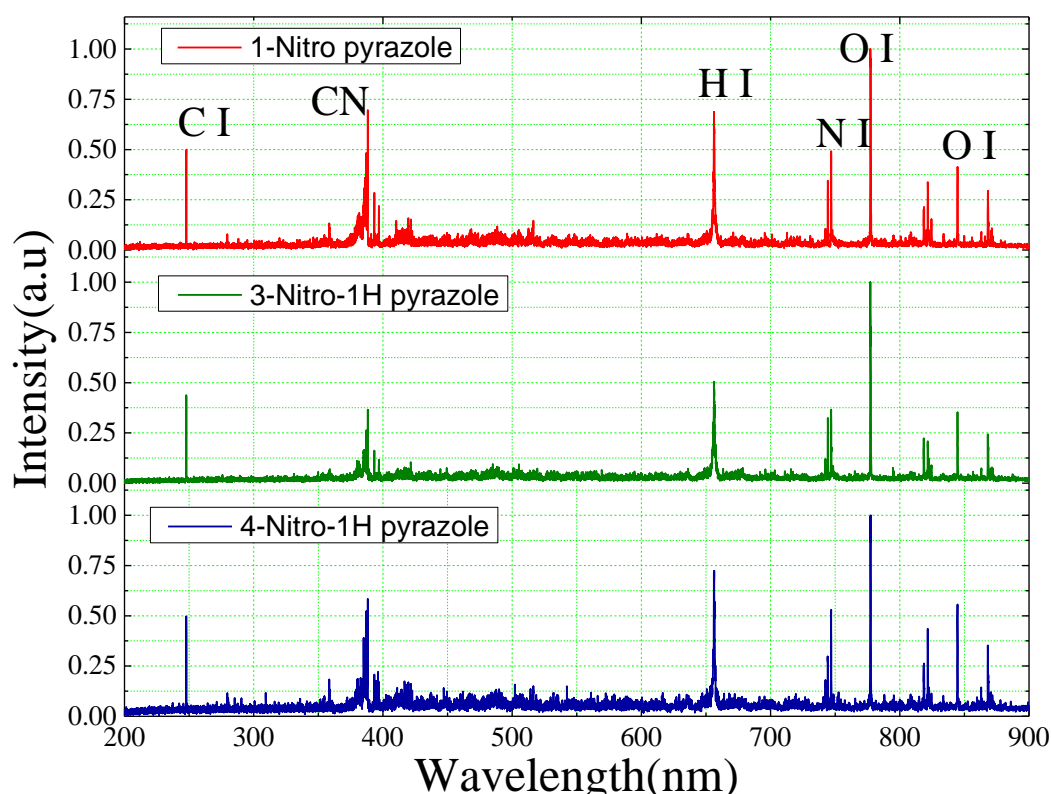 1-Nitro pyrazole
C I
CN
H I
N I
O I
O I
1.00
0.75
0.50
0.25
0.00
3-Nitro-1H pyrazole
1.00
0.75
0.50
0.25
0.00
4-Nitro-1H pyrazole
1.00
0.75
0.50
0.25
0.00
Intensity(a.u)
200 300 400 500 600 700 800 900
Wavelength(nm)